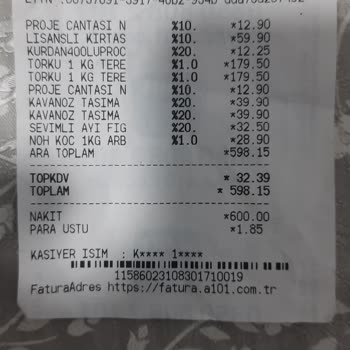 PROJE CANTASI N %10. *12.90
LISANSLI KIRTAS %10. *59.90
KURDAN400LUPROC %20. *12.25
TORKU 1 KG TERE %1.0 *179.50
TORKU 1 KG TERE %1.0 *179.50
PROJE CANTASI N %10. *12.90
KAVANOZ TASIMA %20. *39.90
KAVANOZ TASIMA %20. *39.90
SEVIMLI AYI FIG %20. *32.50
NOH KOC 1KG ARB %1.0 *28.90
ARA TOPLAM *598.15
TOPKDV * 32.39
TOPLAM * 598.15
NAKIT *600.00
PARA USTU *1.85
KASIYER ISIM : K**** 1****
11586023108301710019
FaturaAdres https://fatura.a101.com.tr